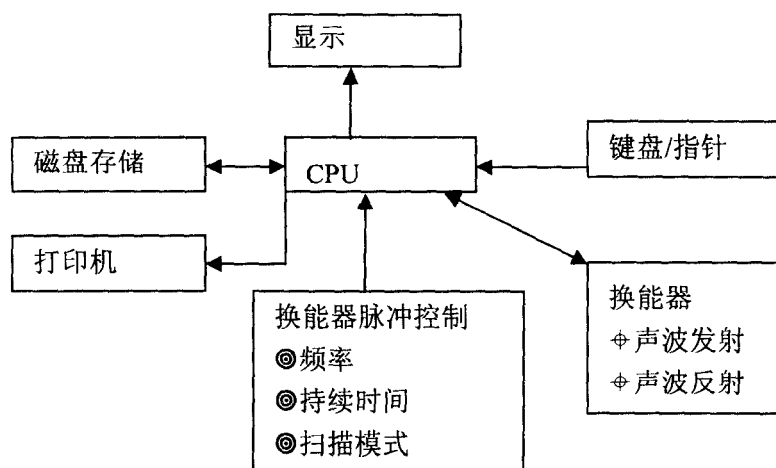 显示
磁盘存储
CPU
键盘/指针
打印机
换能器脉冲控制
◎频率
◎持续时间
◎扫描模式
换能器
⌖声波发射
⌖声波反射